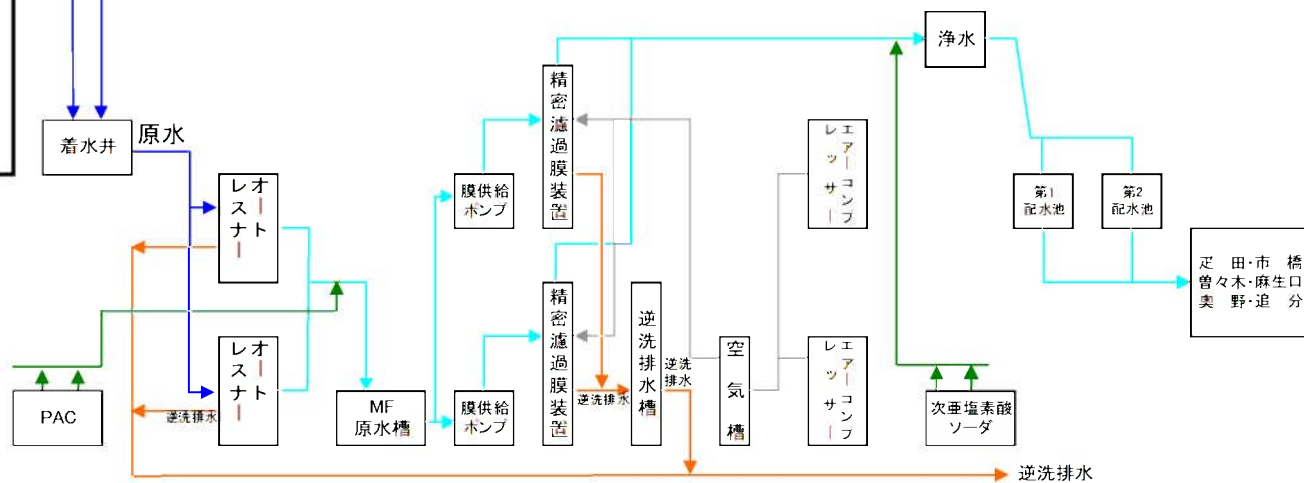 浄水
着水井
原水
精密濾過膜装置
エアーコンプ
レッサー
オート
レスナー
膜供給
ポンプ
第1
配水池
第2
配水池
疋 田・市 橋
曽々木・麻生口
奥 野・追 分
精密濾過膜装置
逆洗排水槽
逆洗
排水
空気槽
エアーコンプ
レッサー
オート
レスナー
逆洗排水
PAC
MF
原水槽
膜供給
ポンプ
逆洗排水
次亜塩素酸
ソーダ
逆洗排水